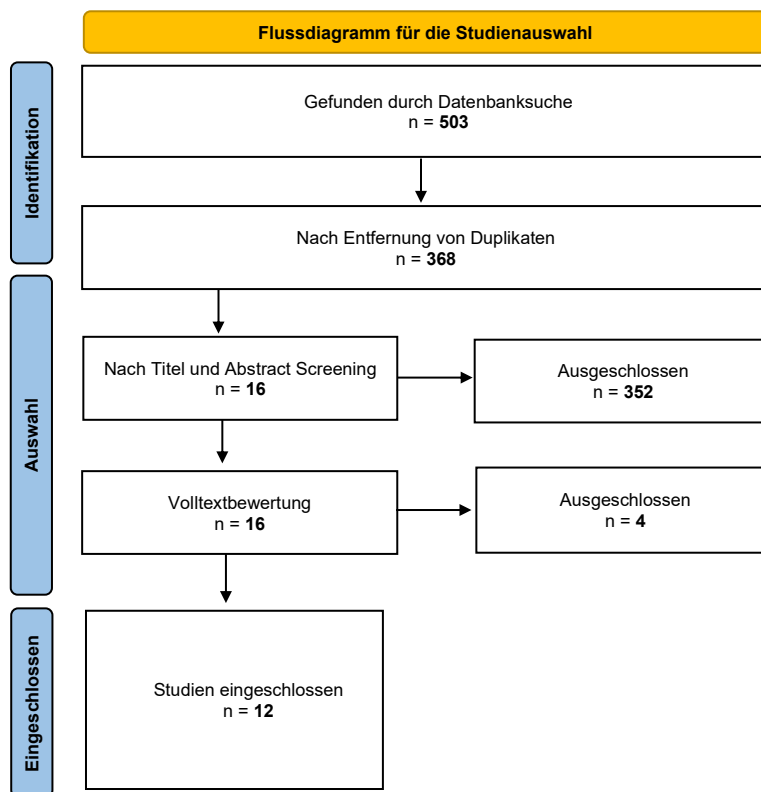 Flussdiagramm für die Studienauswahl
Identifikation
Gefunden durch Datenbanksuche
n = 503
Nach Entfernung von Duplikaten
n = 368
Auswahl
Nach Titel und Abstract Screening
n = 16
Ausgeschlossen
n = 352
Volltextbewertung
n = 16
Ausgeschlossen
n = 4
Eingeschlossen
Studien eingeschlossen
n = 12